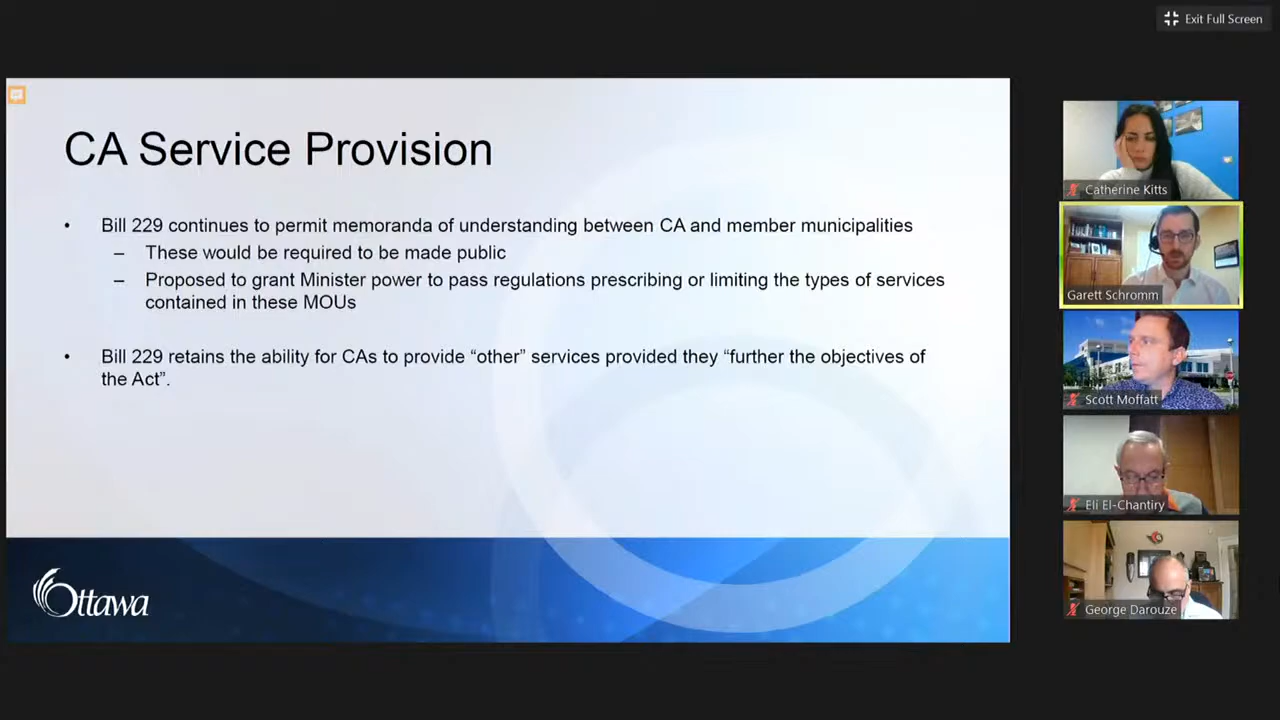 Exit Full Screen
CA Service Provision
• Bill 229 continues to permit memoranda of understanding between CA and member municipalities
– These would be required to be made public
– Proposed to grant Minister power to pass regulations prescribing or limiting the types of services
contained in these MOUs
• Bill 229 retains the ability for CAs to provide “other” services provided they “further the objectives of
the Act”.
Ottawa
Catherine Kitts
Garett Schromm
Scott Moffatt
Eli El-Chantiry
George Darouze